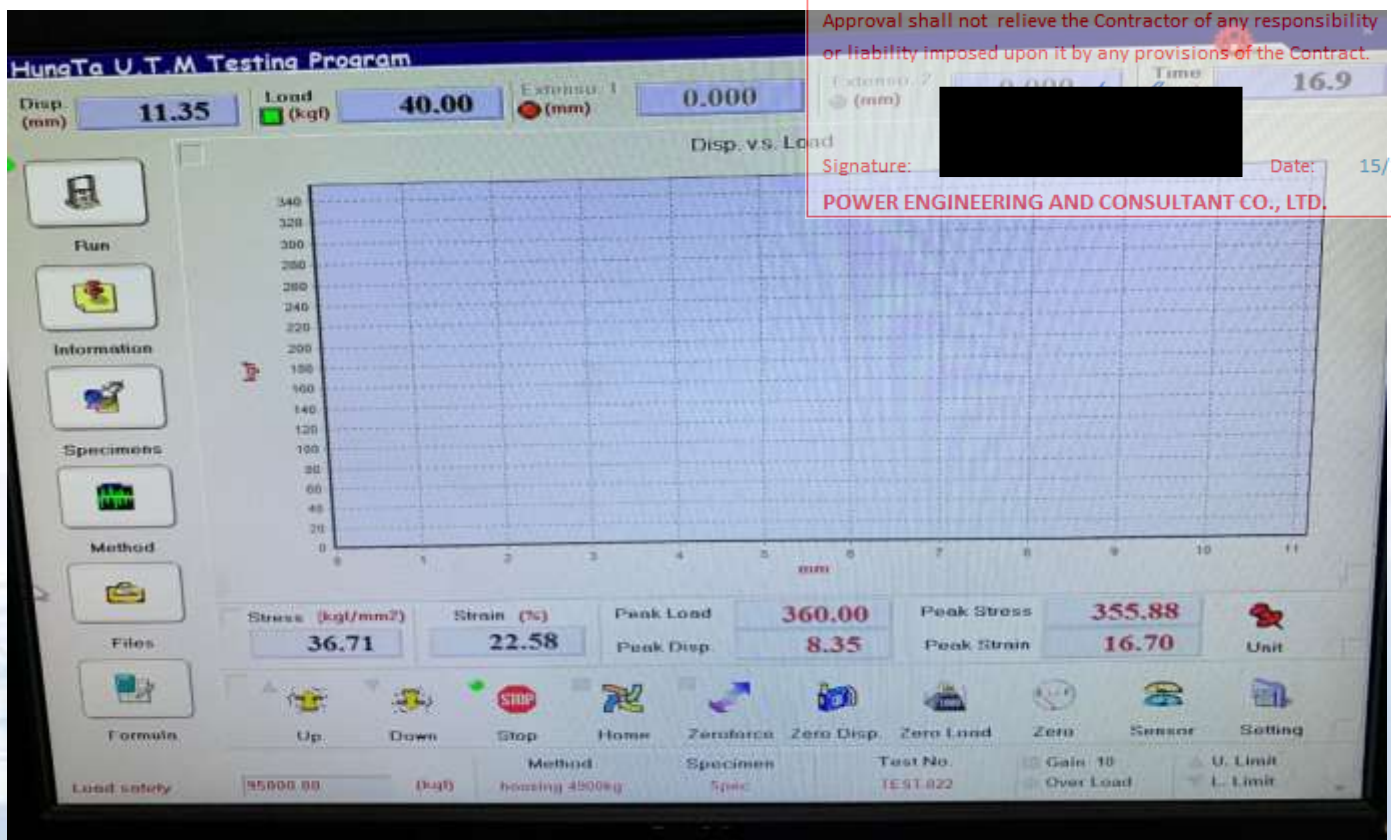 Approval shall not relieve the Contractor of any responsibility
or liability imposed upon it by any provisions of the Contract.
Signature:
Date: 15/
POWER ENGINEERING AND CONSULTANT CO., LTD.
HungTa U.T.M Testing Program
Disp. (mm) 11.35
Load (kgf) 40.00
Extenso. 1 (mm) 0.000
Extenso. 2 (mm) 0.000
Time 16.9
Disp. v.s. Load
Run
Information
Specimens
Method
Files
Formula
kgf
340
320
300
280
260
240
220
200
180
160
140
120
100
80
60
40
20
0
0 1 2 3 4 5 6 7 8 9 10 11
mm
Stress (kgf/mm2) 36.71
Strain (%) 22.58
Peak Load 360.00
Peak Disp. 8.35
Peak Stress 355.88
Peak Strain 16.70
Unit
STOP
Up Down Stop Home Zeroforce Zero Disp. Zero Load Zero Sensor Setting
Load safety 95000.00 (kgf)
Method
housing 4900kg
Specimen
Spec
Test No.
TEST.022
Gain 10
Over Load
U. Limit
L. Limit